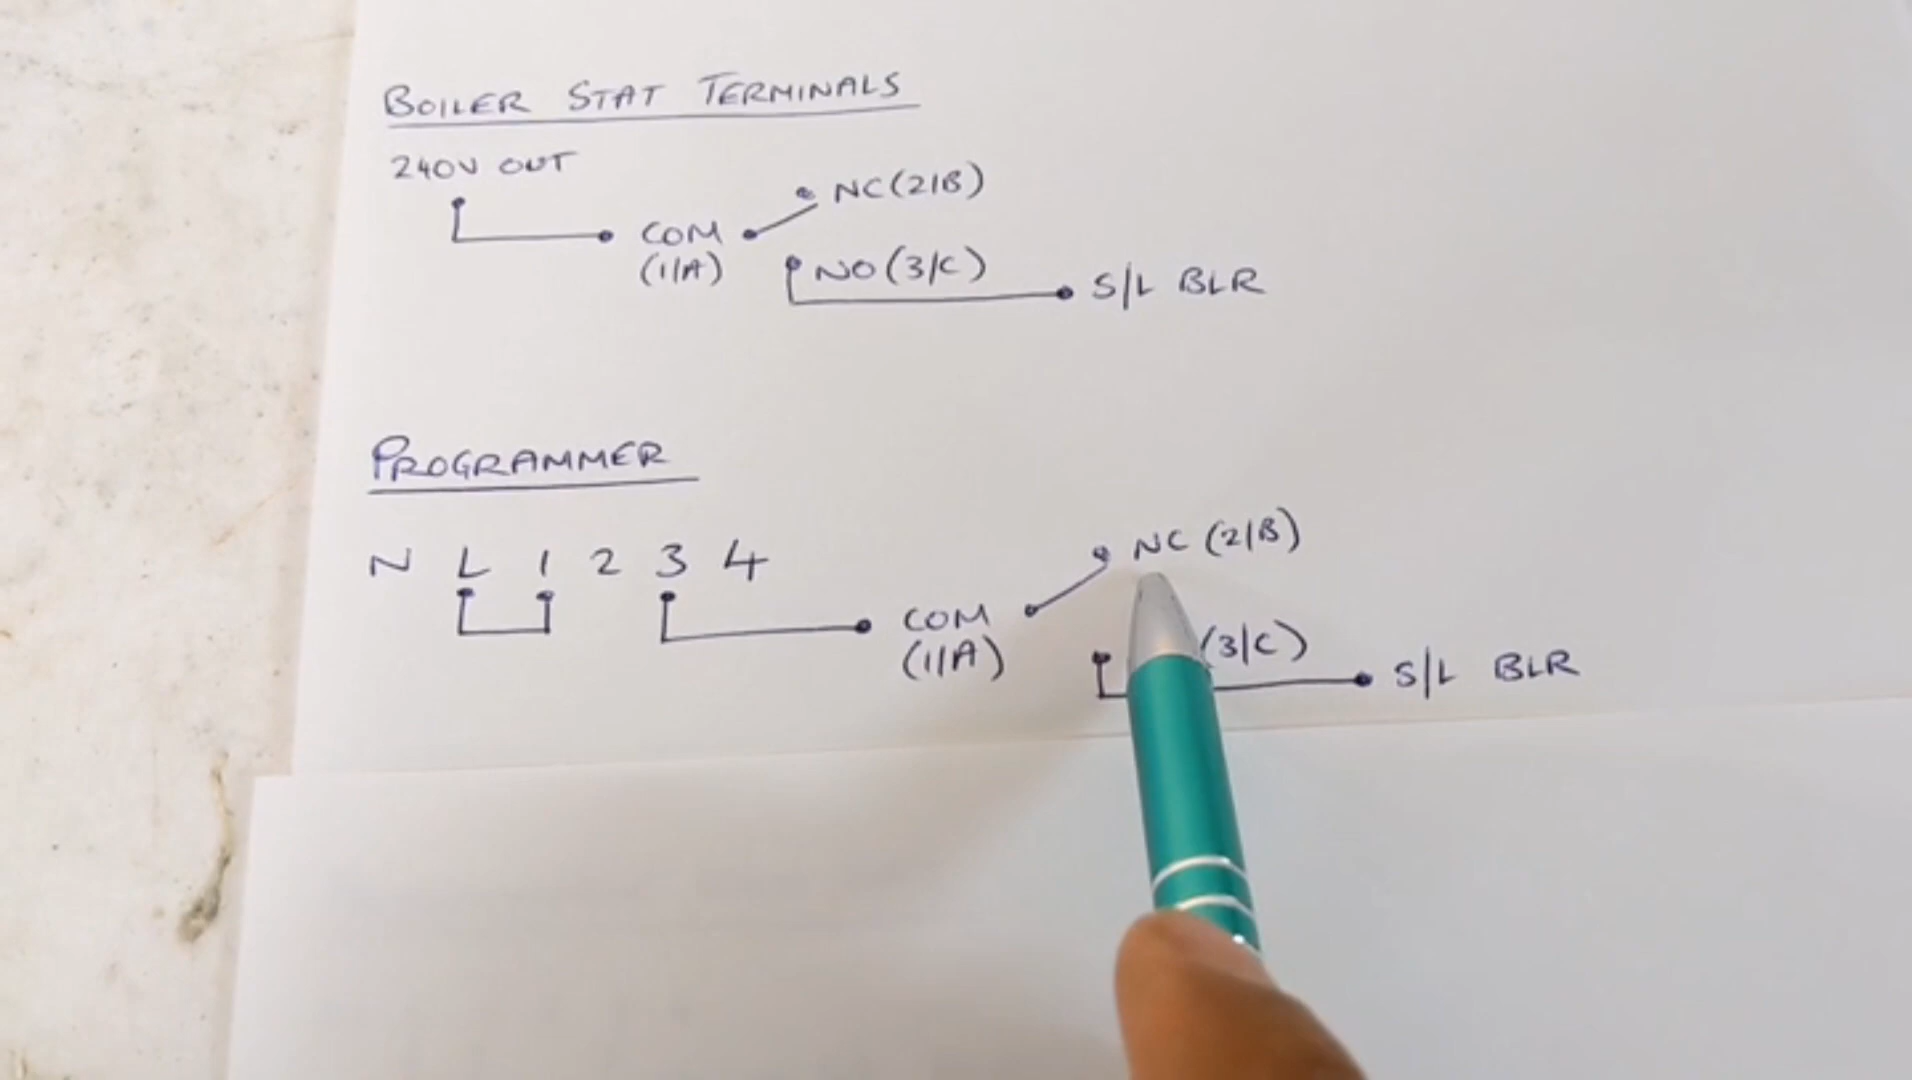 BOILER STAT TERMINALS
240V OUT
NC (2/B)
COM
(1/A)
NO (3/C)
S/L BLR
PROGRAMMER
N L 1 2 3 4
NC (2/B)
COM
(1/A)
(3/C)
S/L BLR